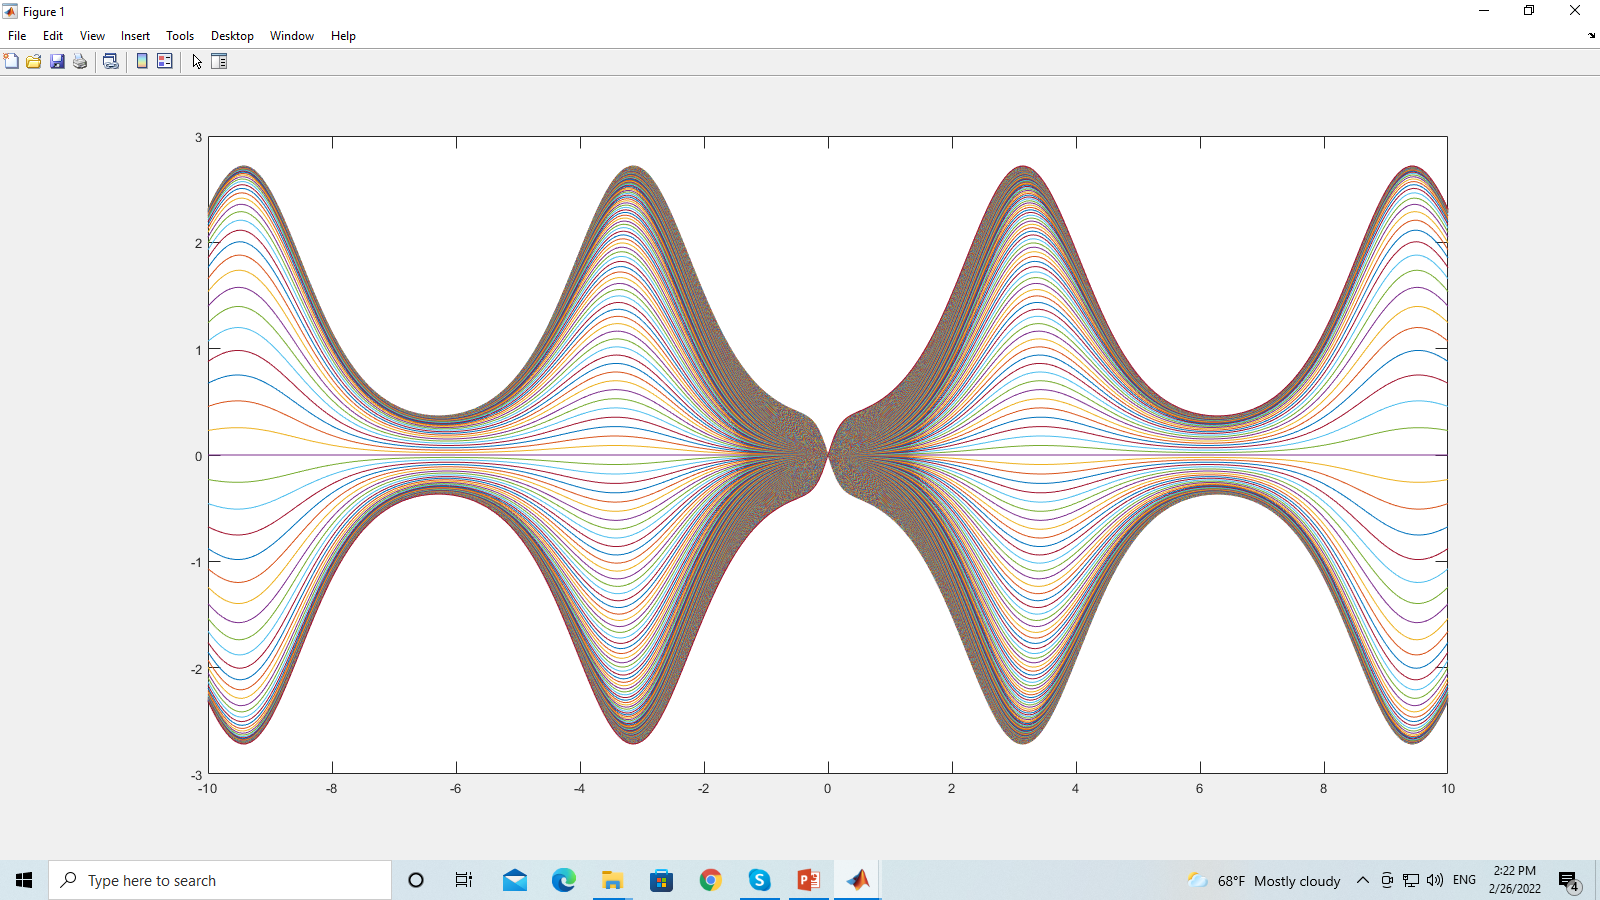 Figure 1
File Edit View Insert Tools Desktop Window Help
3
2
1
0
-1
-2
-3
-10 -8 -6 -4 -2 0 2 4 6 8 10
Type here to search
68°F Mostly cloudy
ENG
2:22 PM
2/26/2022
4